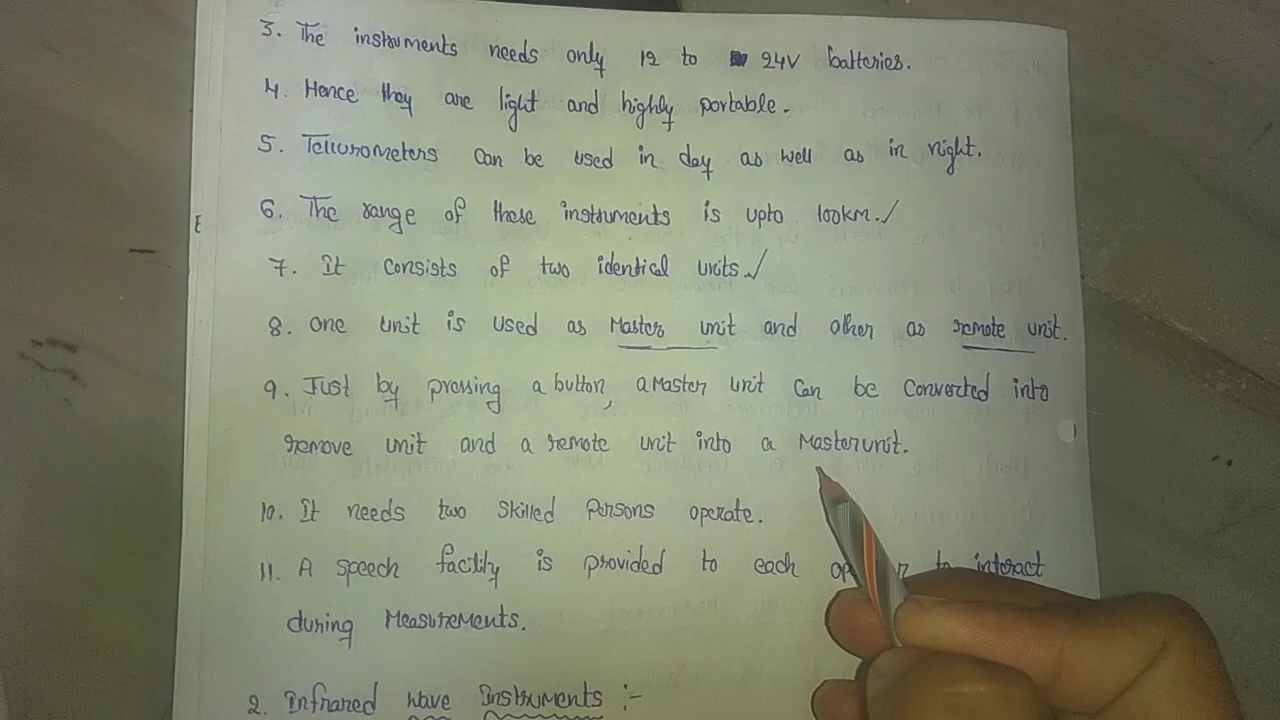 3. The instruments needs only 12 to 24V batteries.
4. Hence they are light and highly portable.
5. Tellurometers can be used in day as well as in night.
6. The range of these instruments is upto 100km.
7. It consists of two identical units.
8. One unit is used as Master unit and other as remote unit.
9. Just by pressing a button, a Master unit can be converted into
remove unit and a remote unit into a Masterunit.
10. It needs two skilled persons operate.
11. A speech facility is provided to each to interact
during Measurements.
2. Infrared wave Instruments :-